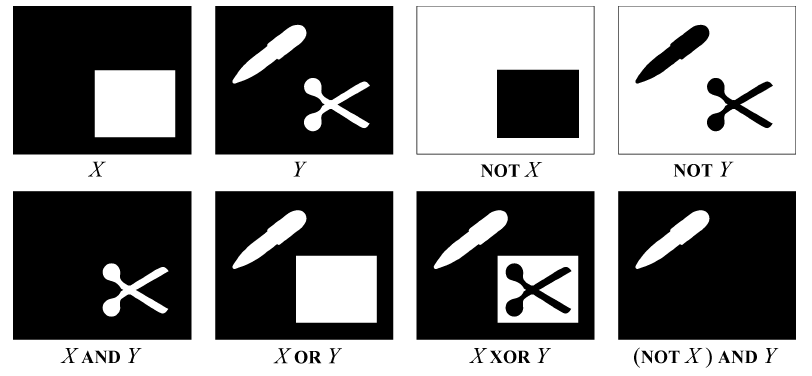 X
Y
NOT X
NOT Y
X AND Y
X OR Y
X XOR Y
(NOT X ) AND Y